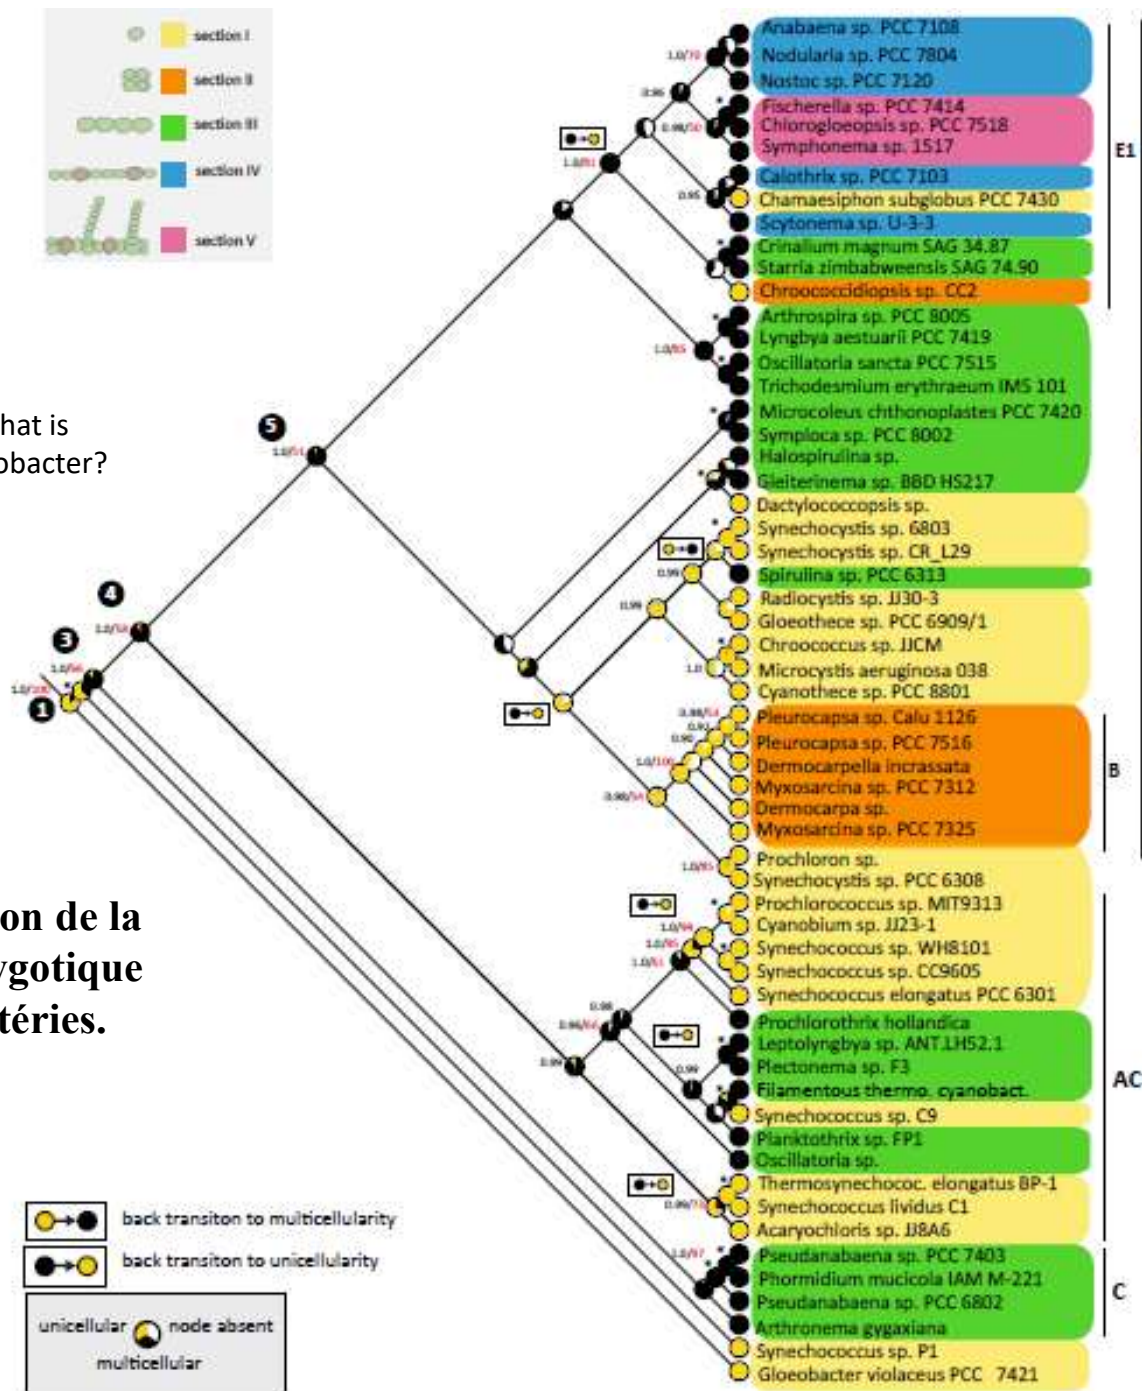 section I
section II
section III
section IV
section V
hat is
obacter?
on de la
ygotique
téries.
Anabaena sp. PCC 7108
Nodularia sp. PCC 7804
Nostoc sp. PCC 7120
Fischerella sp. PCC 7414
Chlorogloeopsis sp. PCC 7518
Symphonema sp. 1517
Calothrix sp. PCC 7103
Chamaesiphon subglobus PCC 7430
Scytonema sp. U-3-3
Crinalium magnum SAG 34.87
Starria zimbabweensis SAG 74.90
Chroococcidiopsis sp. CC2
Arthrospira sp. PCC 8005
Lyngbya aestuarii PCC 7419
Oscillatoria sancta PCC 7515
Trichodesmium erythraeum IMS 101
Microcoleus chthonoplastes PCC 7420
Symploca sp. PCC 8002
Halospirulina sp.
Gleiterinema sp. BBD HS217
Dactylococcopsis sp.
Synechocystis sp. 6803
Synechocystis sp. CR_L29
Spirulina sp. PCC 6313
Radiocystis sp. JJ30-3
Gloeothece sp. PCC 6909/1
Chroococcus sp. JJCM
Microcystis aeruginosa 038
Cyanothece sp. PCC 8801
Pleurocapsa sp. Calu 1126
Pleurocapsa sp. PCC 7516
Dermocarpella incrassata
Myxosarcina sp. PCC 7312
Dermocarpa sp.
Myxosarcina sp. PCC 7325
Prochloron sp.
Synechocystis sp. PCC 6308
Prochlorococcus sp. MIT9313
Cyanobium sp. JJ23-1
Synechococcus sp. WH8101
Synechococcus sp. CC9605
Synechococcus elongatus PCC 6301
Prochlorothrix hollandica
Leptolyngbya sp. ANT.LH52.1
Plectonema sp. F3
Filamentous thermo. cyanobact.
Synechococcus sp. C9
Planktothrix sp. FP1
Oscillatoria sp.
Thermosynechococ. elongatus BP-1
Synechococcus lividus C1
Acaryochloris sp. JJ8A6
Pseudanabaena sp. PCC 7403
Phormidium mucicola IAM M-221
Pseudanabaena sp. PCC 6802
Arthronema gygaxiana
Synechococcus sp. P1
Gloeobacter violaceus PCC 7421
E1
B
AC
C
5
4
3
1
back transiton to multicellularity
back transiton to unicellularity
unicellular node absent
multicellular